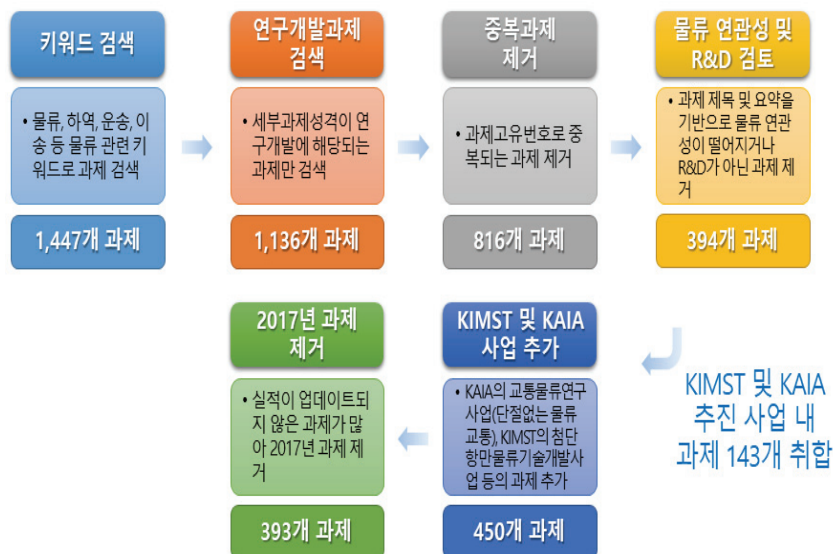 키워드 검색
• 물류, 하역, 운송, 이
송 등 물류 관련 키
워드로 과제 검색
1,447개 과제
연구개발과제
검색
• 세부과제성격이 연
구개발에 해당되는
과제만 검색
1,136개 과제
중복과제
제거
• 과제고유번호로 중
복되는 과제 제거
816개 과제
물류 연관성 및
R&D 검토
• 과제 제목 및 요약을
기반으로 물류 연관
성이 떨어지거나
R&D가 아닌 과제 제
거
394개 과제
KIMST 및 KAIA
추진 사업 내
과제 143개 취합
KIMST 및 KAIA
사업 추가
• KAIA의 교통물류연구
사업(단절없는 물류
교통), KIMST의 첨단
항만물류기술개발사
업 등의 과제 추가
450개 과제
2017년 과제
제거
• 실적이 업데이트되
지 않은 과제가 많
아 2017년 과제 제
거
393개 과제